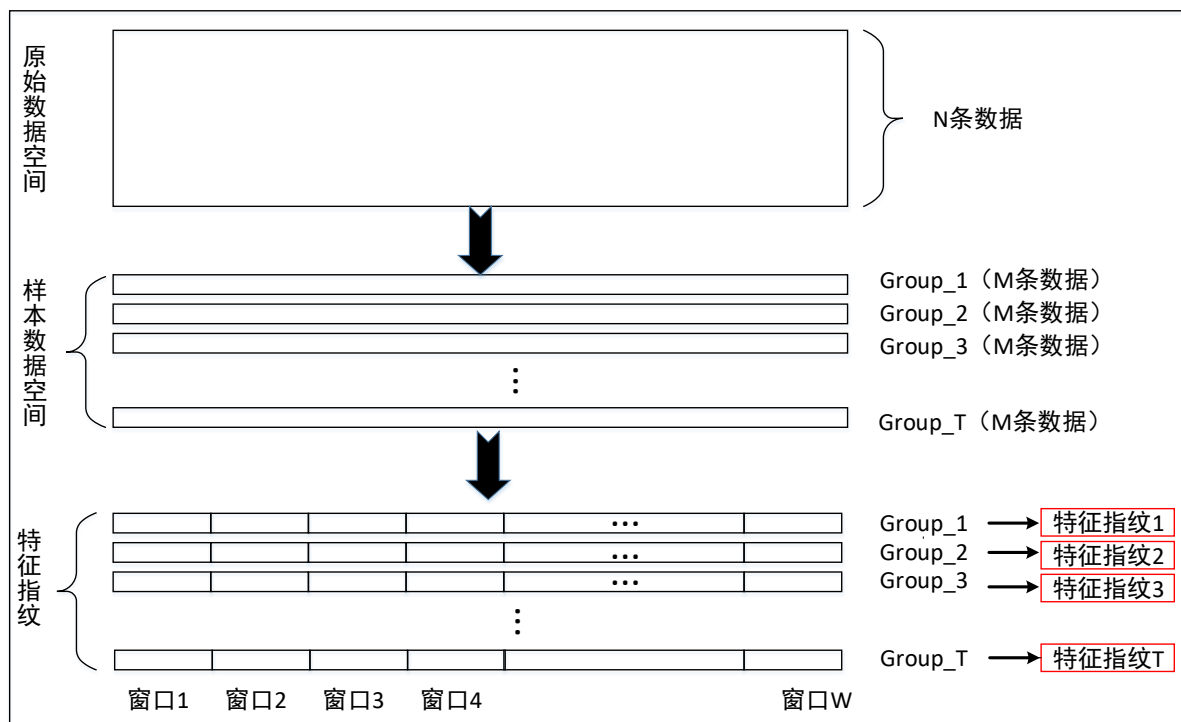 原始数据空间
N条数据
样本数据空间
Group_1（M条数据）
Group_2（M条数据）
Group_3（M条数据）
⋮
Group_T（M条数据）
特征指纹
... Group_1 特征指纹1
... Group_2 特征指纹2
... Group_3 特征指纹3
⋮
Group_T 特征指纹T
窗口1 窗口2 窗口3 窗口4 窗口W